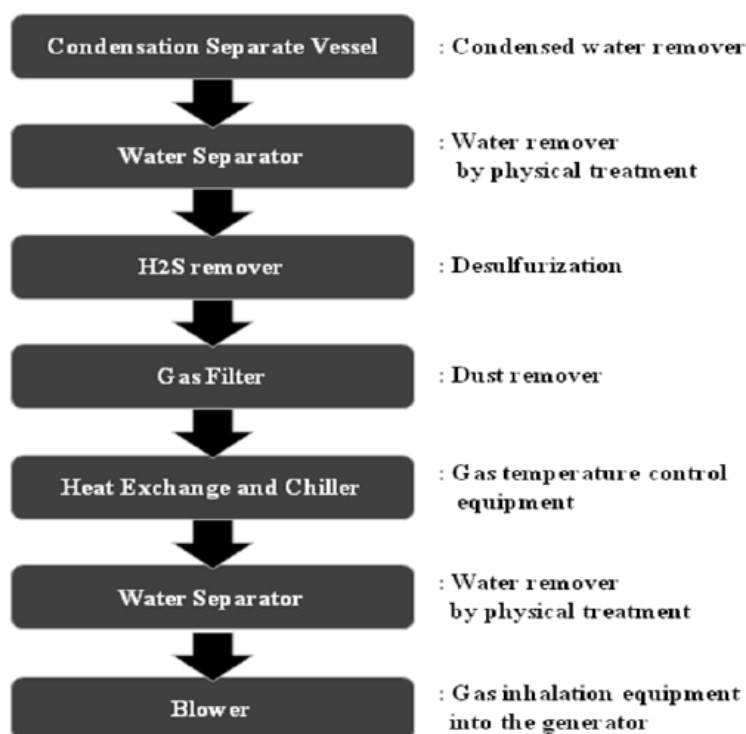 Condensation Separate Vessel : Condensed water remover
Water Separator : Water remover
by physical treatment
H2S remover : Desulfurization
Gas Filter : Dust remover
Heat Exchange and Chiller : Gas temperature control
equipment
Water Separator : Water remover
by physical treatment
Blower : Gas inhalation equipment
into the generator